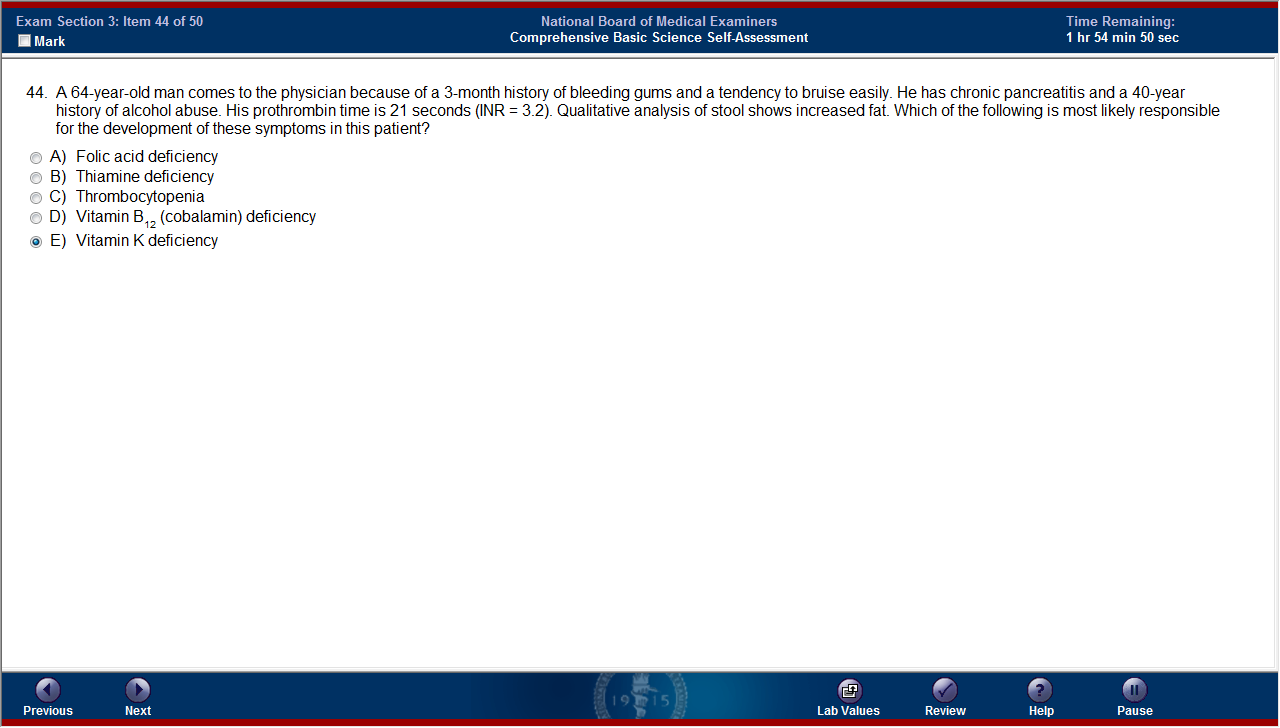 Exam Section 3: Item 44 of 50
National Board of Medical Examiners
Time Remaining:
Mark
Comprehensive Basic Science Self-Assessment
1 hr 54 min 50 sec
44. A 64-year-old man comes to the physician because of a 3-month history of bleeding gums and a tendency to bruise easily. He has chronic pancreatitis and a 40-year
history of alcohol abuse. His prothrombin time is 21 seconds (INR = 3.2). Qualitative analysis of stool shows increased fat. Which of the following is most likely responsible
for the development of these symptoms in this patient?
A) Folic acid deficiency
B) Thiamine deficiency
C) Thrombocytopenia
D) Vitamin B12 (cobalamin) deficiency
E) Vitamin K deficiency
19 15
Previous
Next
Lab Values
Review
Help
Pause